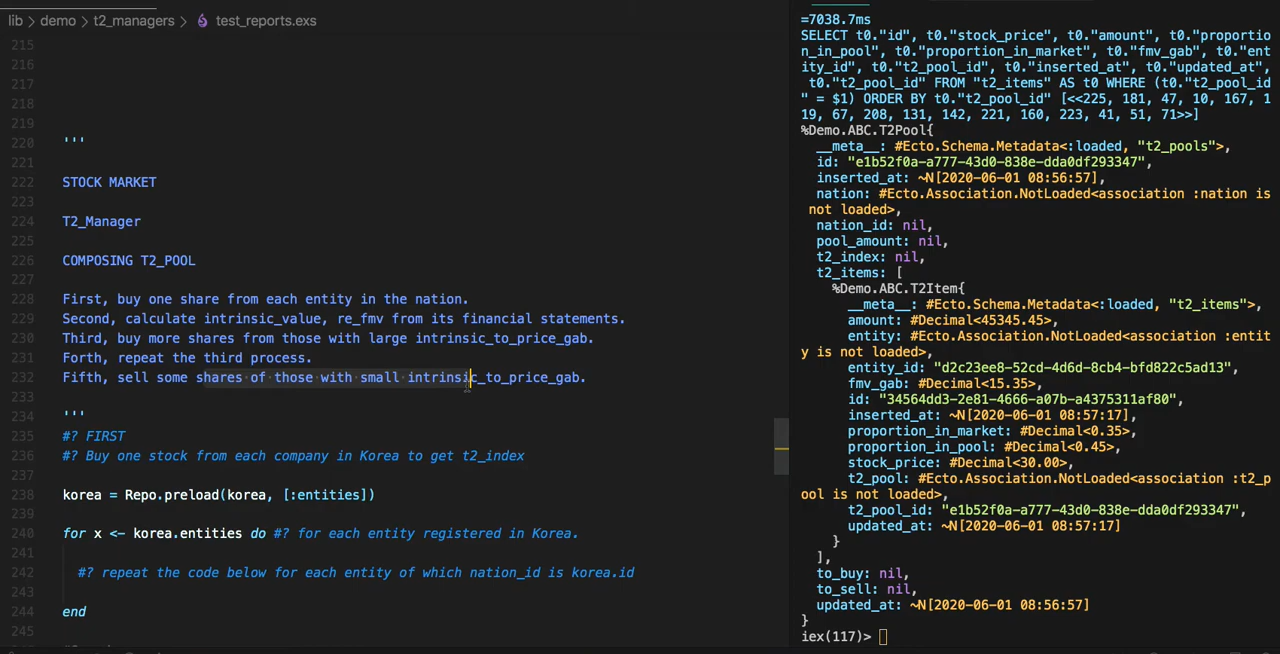 lib > demo > t2_managers > test_reports.exs
215
216
217
218
219
220 '''
221
222 STOCK MARKET
223
224 T2_Manager
225
226 COMPOSING T2_POOL
227
228 First, buy one share from each entity in the nation.
229 Second, calculate intrinsic_value, re_fmv from its financial statements.
230 Third, buy more shares from those with large intrinsic_to_price_gab.
231 Forth, repeat the third process.
232 Fifth, sell some shares of those with small intrinsic_to_price_gab.
233
234 '''
235 #? FIRST
236 #? Buy one stock from each company in Korea to get t2_index
237
238 korea = Repo.preload(korea, [:entities])
239
240 for x <- korea.entities do #? for each entity registered in Korea.
241
242 #? repeat the code below for each entity of which nation_id is korea.id
243
244 end
245
=7038.7ms
SELECT t0."id", t0."stock_price", t0."amount", t0."proportio
n_in_pool", t0."proportion_in_market", t0."fmv_gab", t0."ent
ity_id", t0."t2_pool_id", t0."inserted_at", t0."updated_at",
t0."t2_pool_id" FROM "t2_items" AS t0 WHERE (t0."t2_pool_id
" = $1) ORDER BY t0."t2_pool_id" [<<225, 181, 47, 10, 167, 1
19, 67, 208, 131, 142, 221, 160, 223, 41, 51, 71>>]
%Demo.ABC.T2Pool{
__meta__: #Ecto.Schema.Metadata<:loaded, "t2_pools">,
id: "e1b52f0a-a777-43d0-838e-dda0df293347",
inserted_at: ~N[2020-06-01 08:56:57],
nation: #Ecto.Association.NotLoaded<association :nation is
not loaded>,
nation_id: nil,
pool_amount: nil,
t2_index: nil,
t2_items: [
%Demo.ABC.T2Item{
__meta__: #Ecto.Schema.Metadata<:loaded, "t2_items">,
amount: #Decimal<45345.45>,
entity: #Ecto.Association.NotLoaded<association :entit
y is not loaded>,
entity_id: "d2c23ee8-52cd-4d6d-8cb4-bfd822c5ad13",
fmv_gab: #Decimal<15.35>,
id: "34564dd3-2e81-4666-a07b-a4375311af80",
inserted_at: ~N[2020-06-01 08:57:17],
proportion_in_market: #Decimal<0.35>,
proportion_in_pool: #Decimal<0.45>,
stock_price: #Decimal<30.00>,
t2_pool: #Ecto.Association.NotLoaded<association :t2_p
ool is not loaded>,
t2_pool_id: "e1b52f0a-a777-43d0-838e-dda0df293347",
updated_at: ~N[2020-06-01 08:57:17]
}
],
to_buy: nil,
to_sell: nil,
updated_at: ~N[2020-06-01 08:56:57]
}
iex(117)>